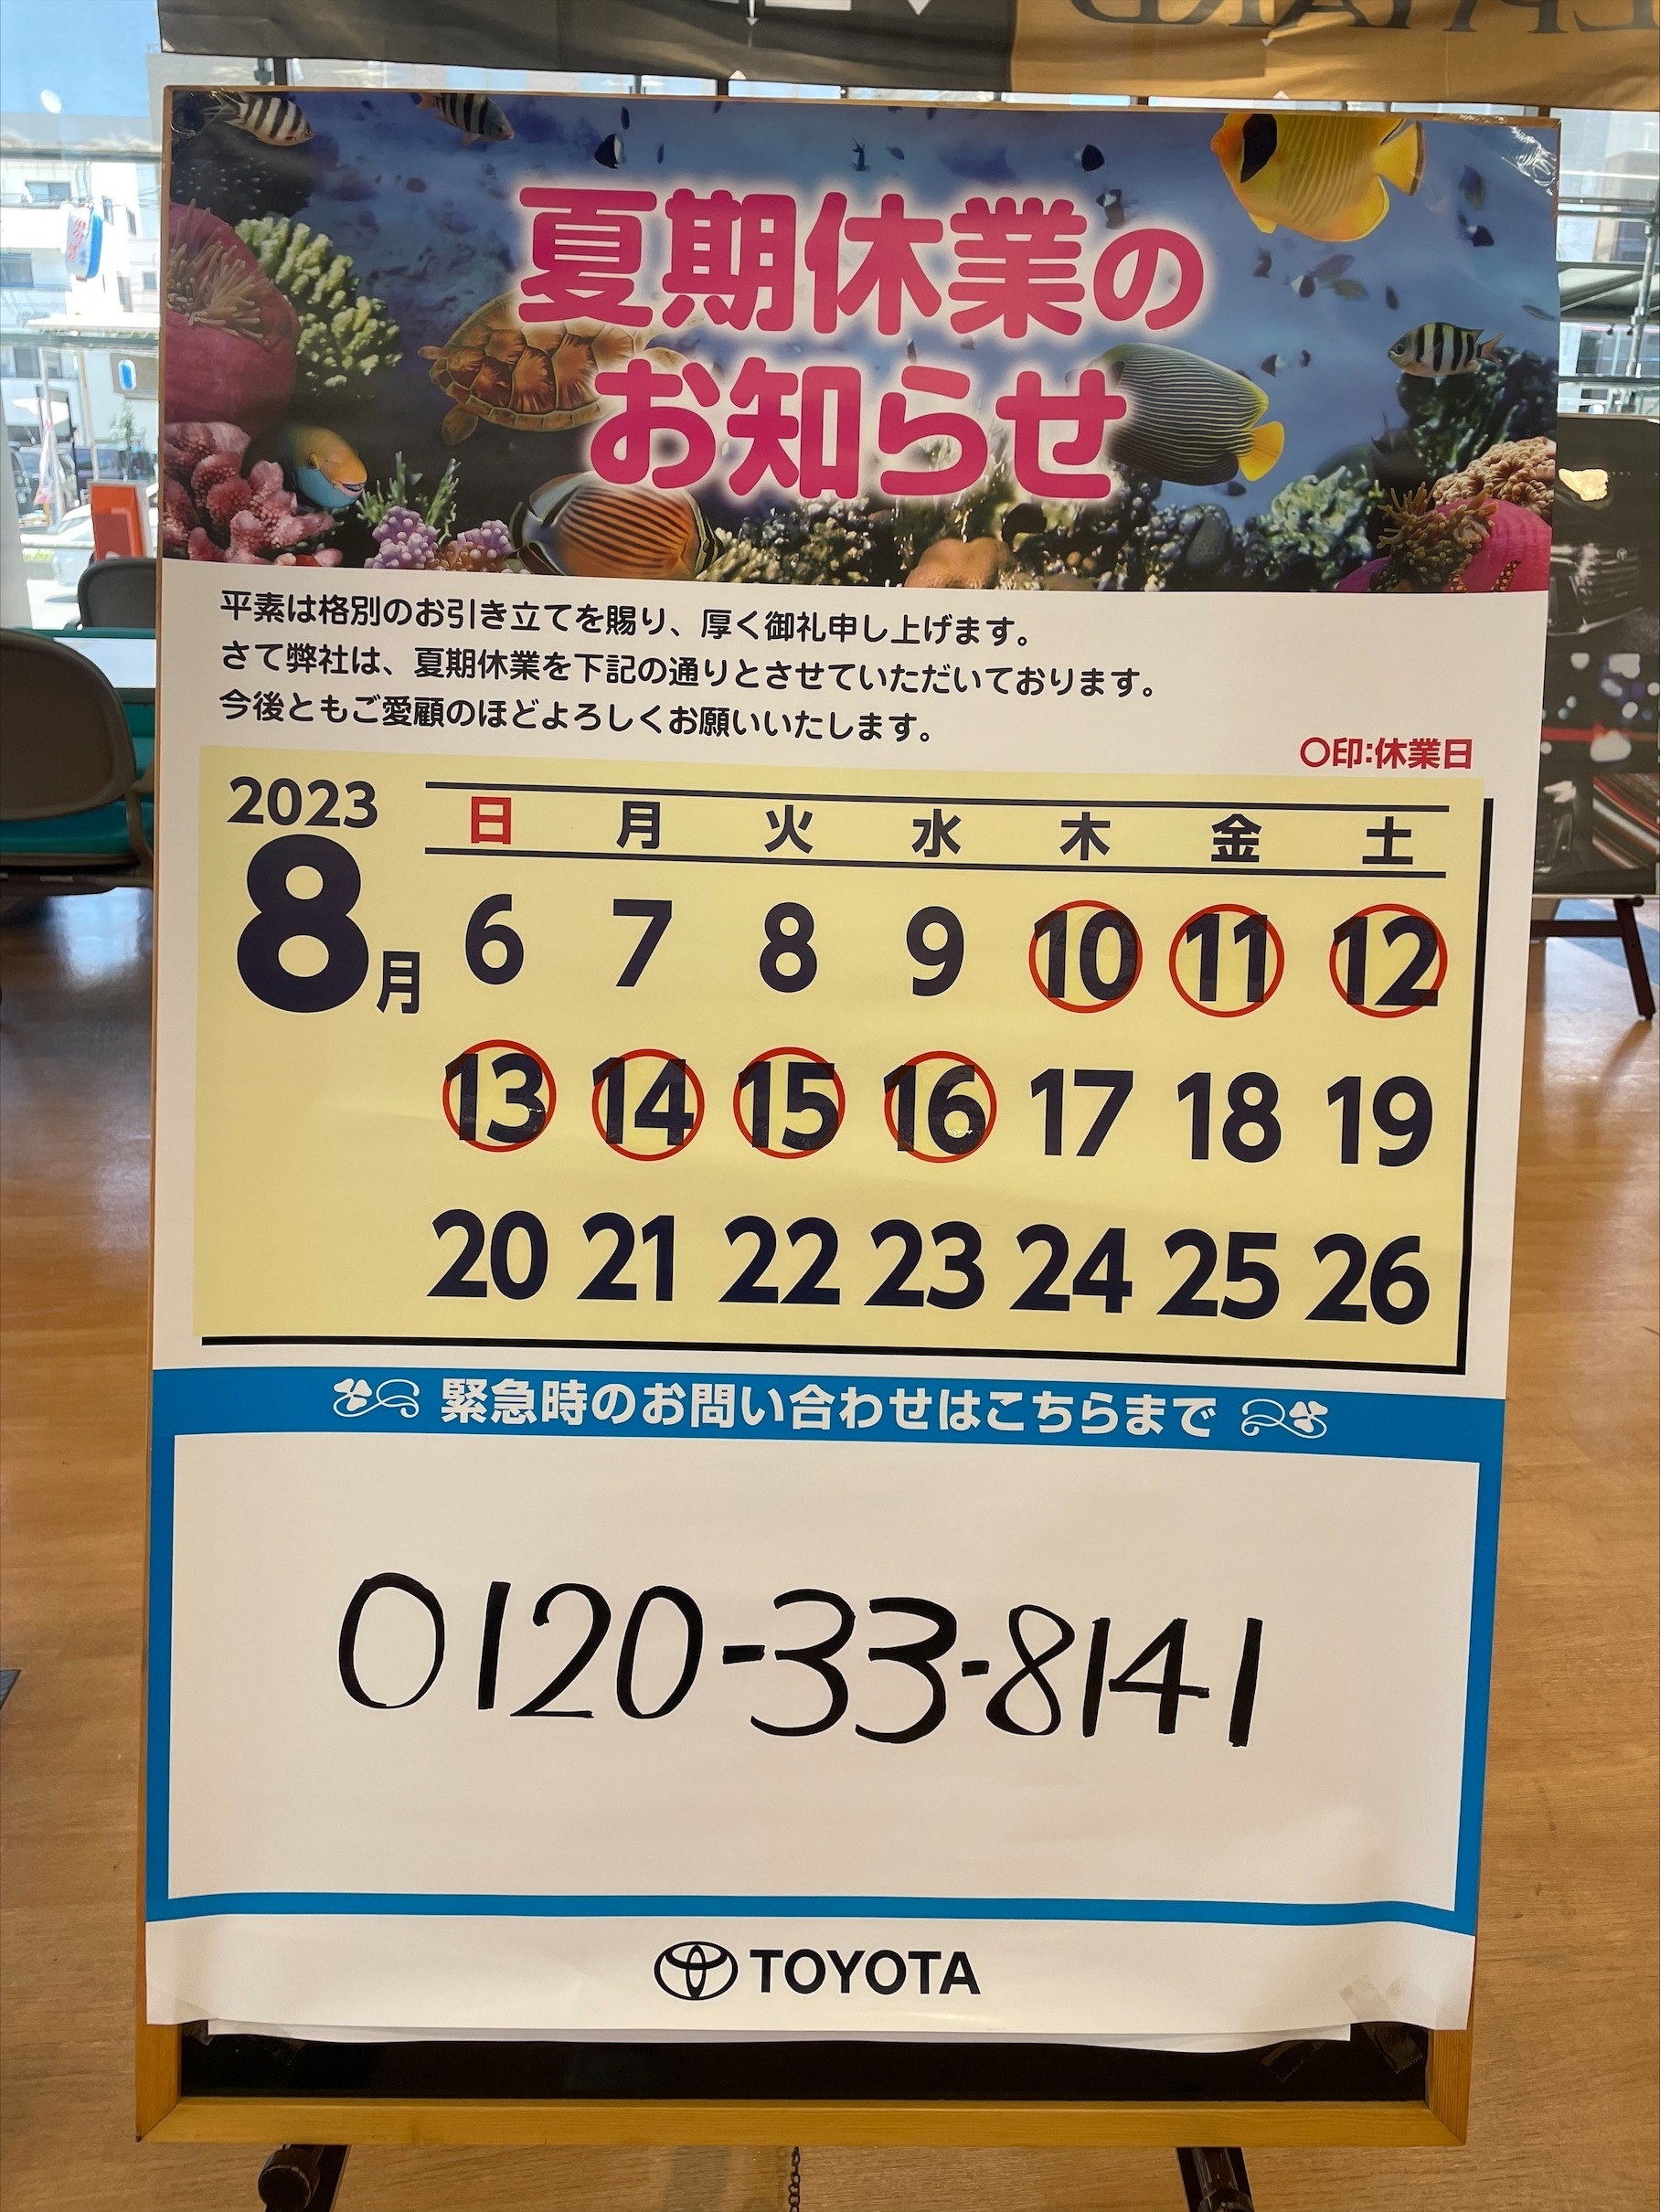 夏期休業の
お知らせ
平素は格別のお引き立てを賜り、厚く御礼申し上げます。
さて弊社は、夏期休業を下記の通りとさせていただいております。
今後ともご愛顧のほどよろしくお願いいたします。
〇印:休業日
2023
8月
日 月 火 水 木 金 土
6 7 8 9 10 11 12
13 14 15 16 17 18 19
20 21 22 23 24 25 26
緊急時のお問い合わせはこちらまで
0120-33-8141
TOYOTA